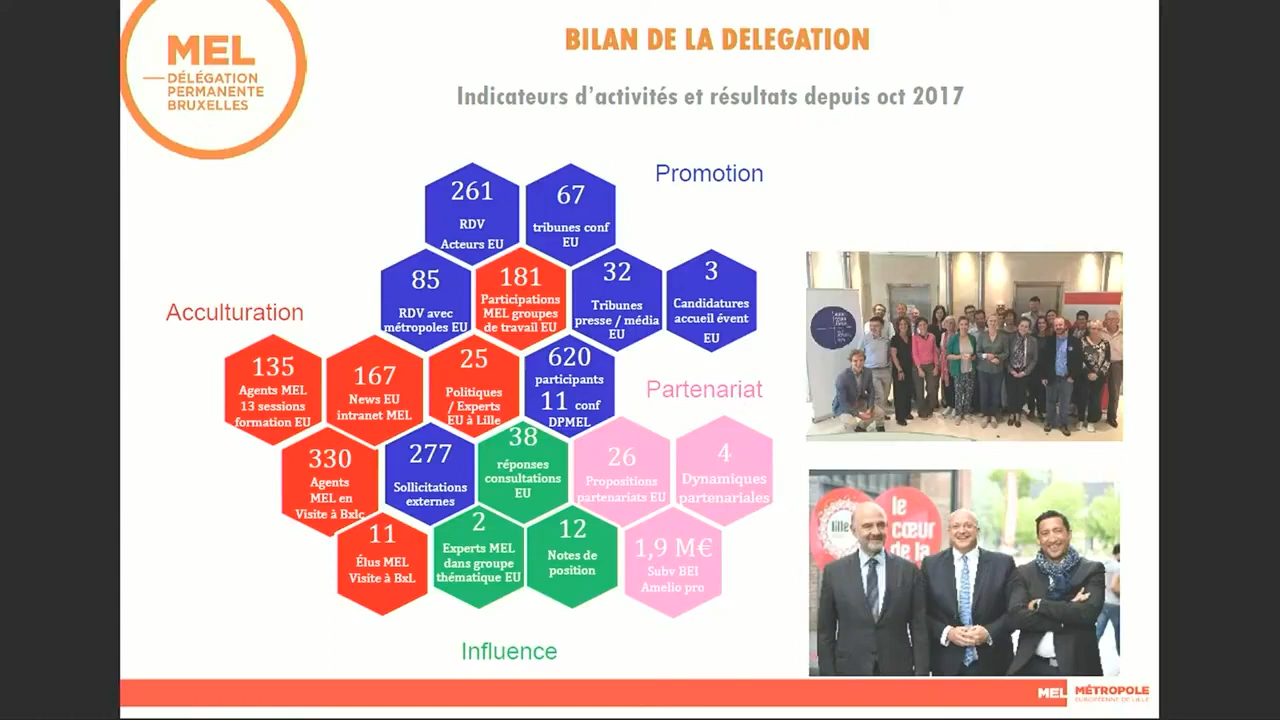 MEL
DÉLÉGATION
PERMANENTE
BRUXELLES
BILAN DE LA DELEGATION
Indicateurs d'activités et résultats depuis oct 2017
Promotion
261
RDV
Acteurs EU
67
tribunes conf
EU
85
RDV avec
métropoles EU
181
Participations
MEL groupes
de travail EU
32
Tribunes
presse / média
EU
3
Candidatures
accueil évent
EU
Acculturation
135
Agents MEL
13 sessions
formation EU
167
News EU
intranet MEL
25
Politiques
/ Experts
EU à Lille
620
participants
11 conf
DPMEL
Partenariat
330
Agents
MEL en
Visite à Bxlc
277
Sollicitations
externes
38
réponses
consultations
EU
26
Propositions
partenariats EU
4
Dynamiques
partenariales
11
Élus MEL
Visite à BxL
2
Experts MEL
dans groupe
thématique EU
12
Notes de
position
1,9 M€
Subv BEI
Amelio pro
Influence
lille
le
cœur
de la
MEL
MÉTROPOLE
EUROPÉENNE DE LILLE